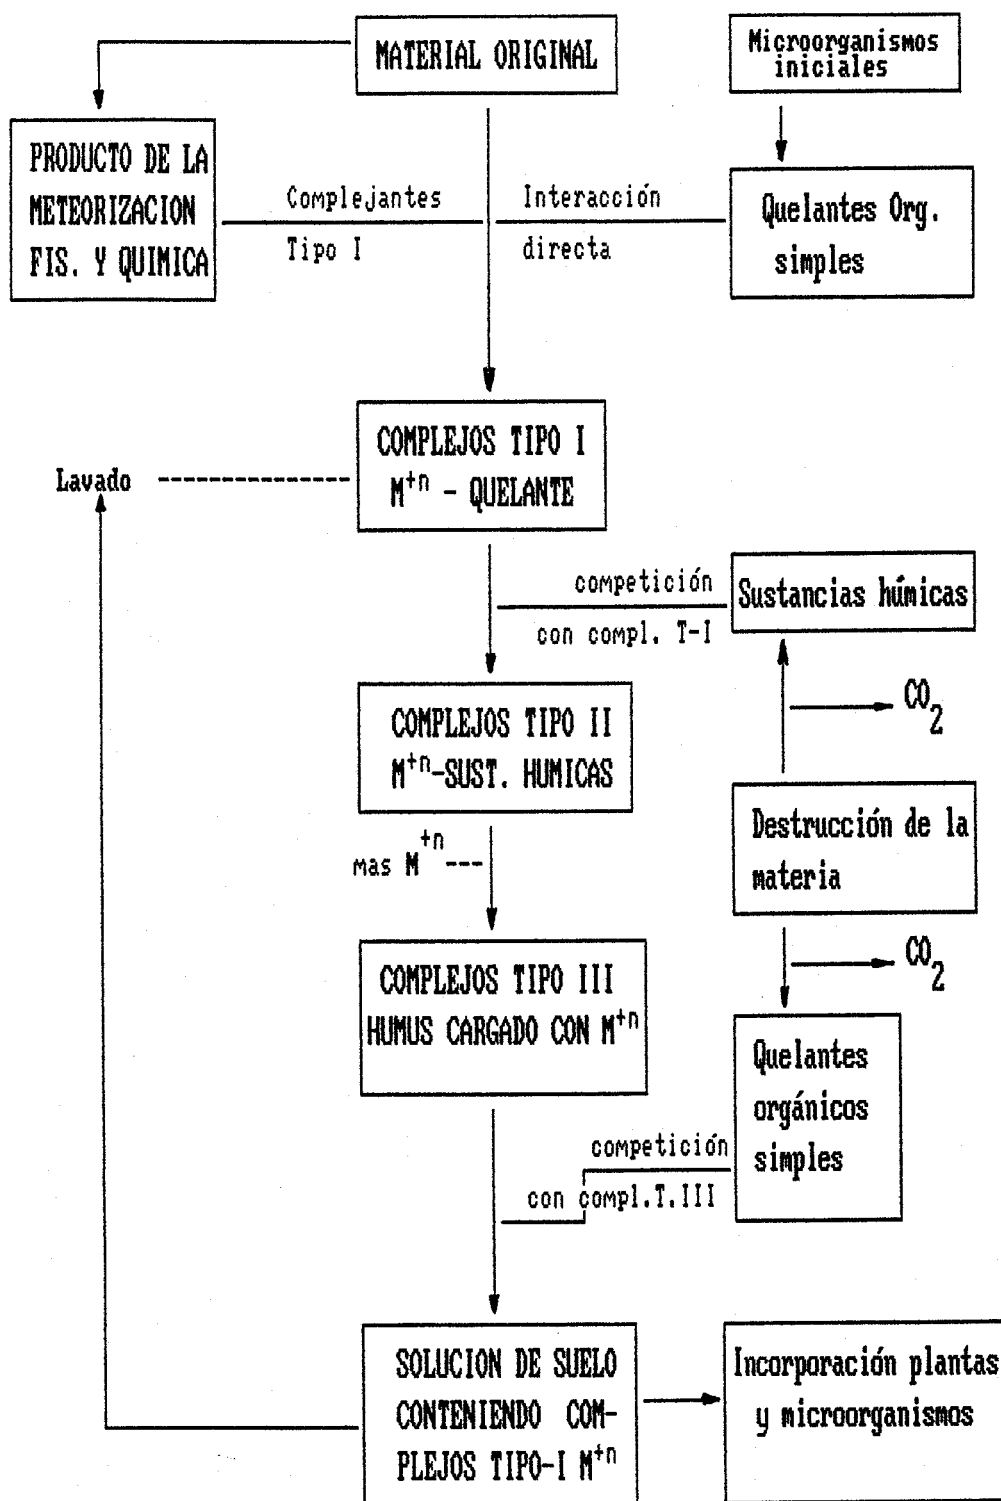 MATERIAL ORIGINAL
Microorganismos
iniciales
PRODUCTO DE LA
METEORIZACION
FIS. Y QUIMICA
Complejantes
Tipo I
Interacción
directa
Quelantes Org.
simples
COMPLEJOS TIPO I
M+n - QUELANTE
Lavado
competición
con compl. T-I
Sustancias húmicas
CO2
COMPLEJOS TIPO II
M+n-SUST. HUMICAS
Destrucción de la
materia
mas M+n
CO2
COMPLEJOS TIPO III
HUMUS CARGADO CON M+n
Quelantes
orgánicos
simples
competición
con compl.T.III
SOLUCION DE SUELO
CONTENIENDO COM-
PLEJOS TIPO-I M+n
Incorporación plantas
y microorganismos